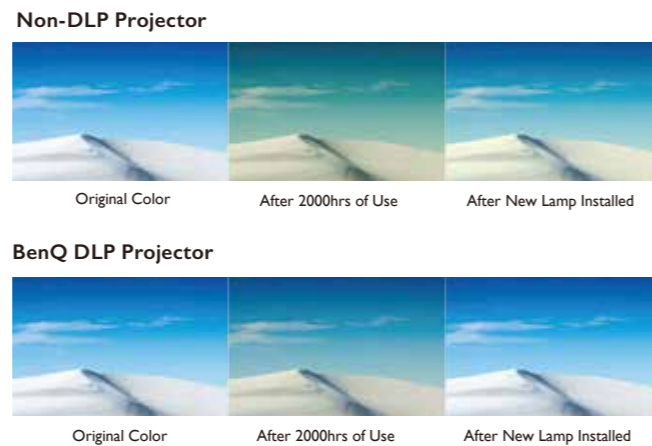 Non-DLP Projector
Original Color
After 2000hrs of Use
After New Lamp Installed
BenQ DLP Projector
Original Color
After 2000hrs of Use
After New Lamp Installed